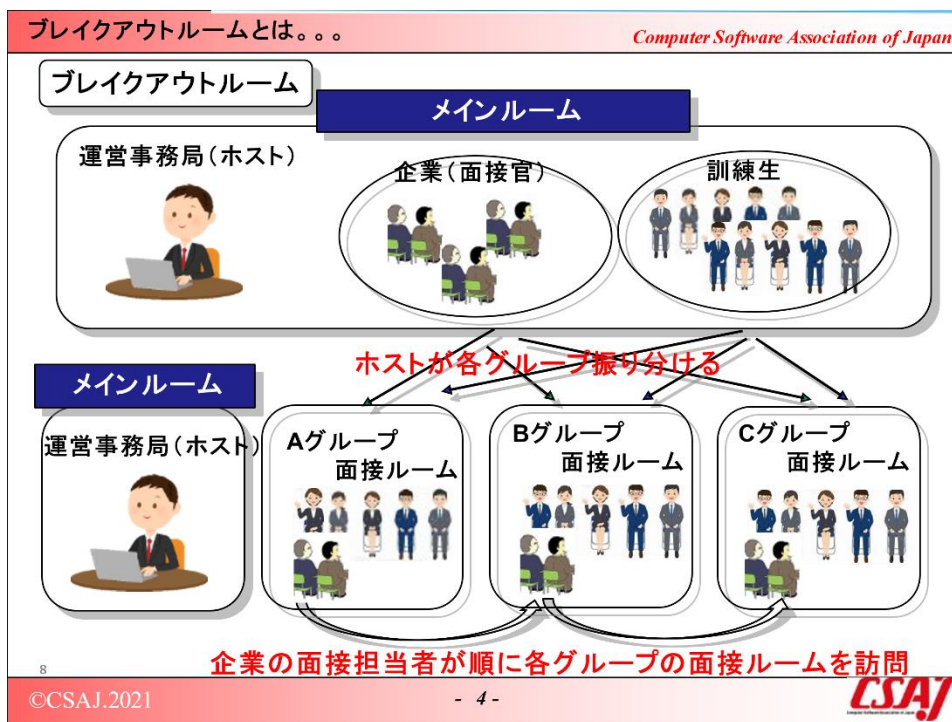 ブレイクアウトルームとは。。。
Computer Software Association of Japan
ブレイクアウトルーム
メインルーム
運営事務局(ホスト)
企業(面接官)
訓練生
ホストが各グループ振り分ける
メインルーム
運営事務局(ホスト)
Aグループ
面接ルーム
Bグループ
面接ルーム
Cグループ
面接ルーム
企業の面接担当者が順に各グループの面接ルームを訪問
8
©CSAJ.2021
- 4 -
CSAJ
Computer Software Association of Japan